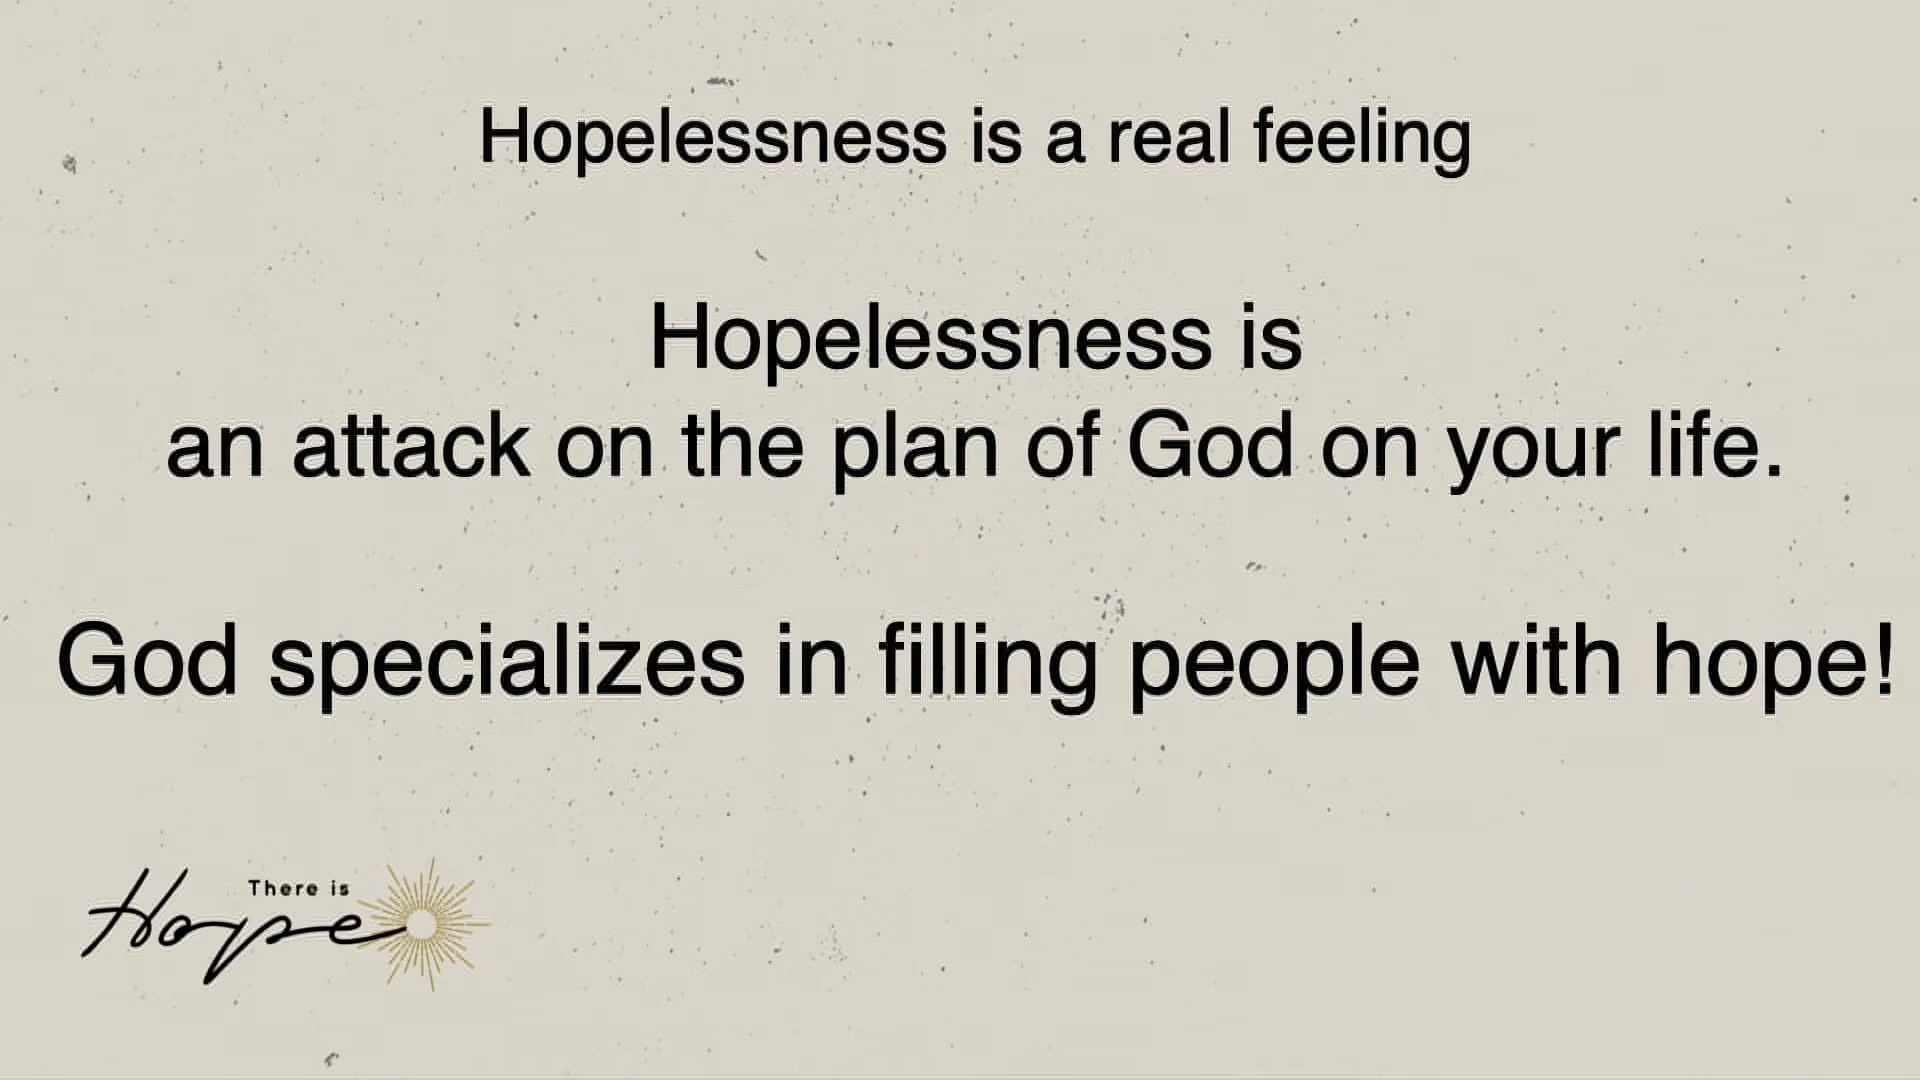 Hopelessness is a real feeling
Hopelessness is
an attack on the plan of God on your life.
God specializes in filling people with hope!
There is
Hope